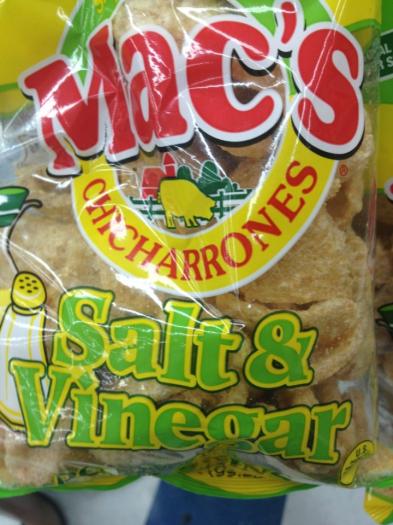 Mac's
CHICHARRONES
®
Salt &
Vinegar
U.S.